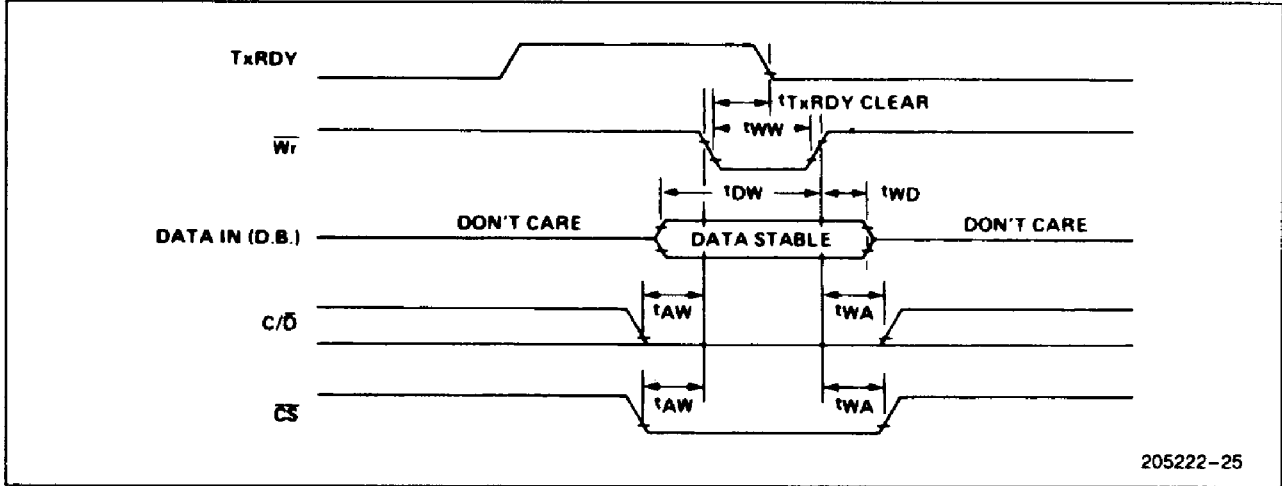 TxRDY
tTxRDY CLEAR
tWW
Wr
tDW
tWD
DON'T CARE
DATA IN (D.B.)
DATA STABLE
DON'T CARE
tAW
tWA
C/D̅
tAW
tWA
C̅S̅
205222-25